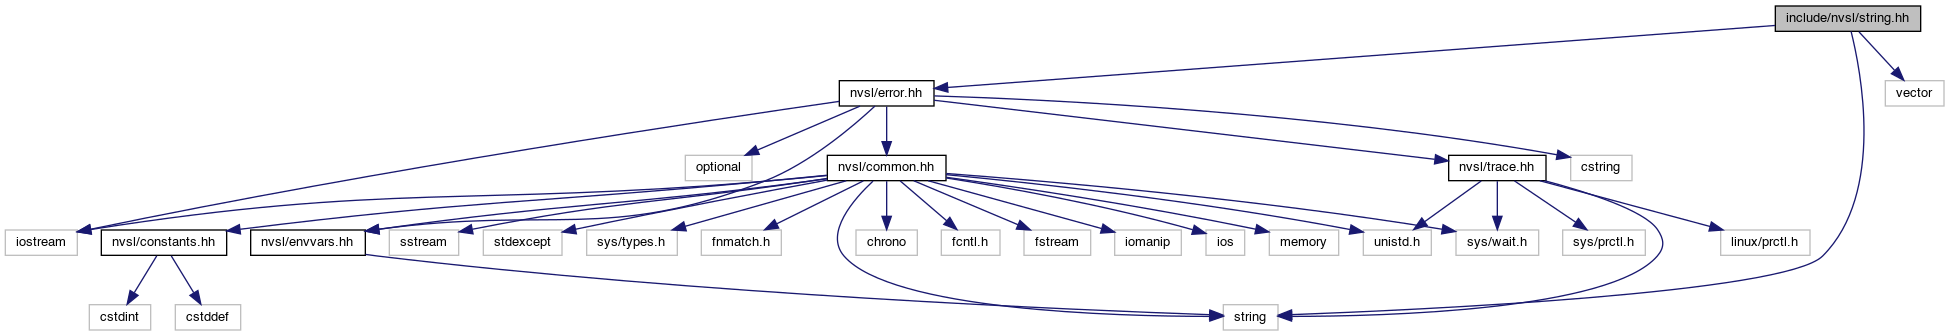 include/nvsl/string.hh
nvsl/error.hh
vector
optional
nvsl/common.hh
nvsl/trace.hh
cstring
iostream
nvsl/constants.hh
nvsl/envvars.hh
sstream
stdexcept
sys/types.h
fnmatch.h
chrono
fcntl.h
fstream
iomanip
ios
memory
unistd.h
sys/wait.h
sys/prctl.h
linux/prctl.h
cstdint
cstddef
string